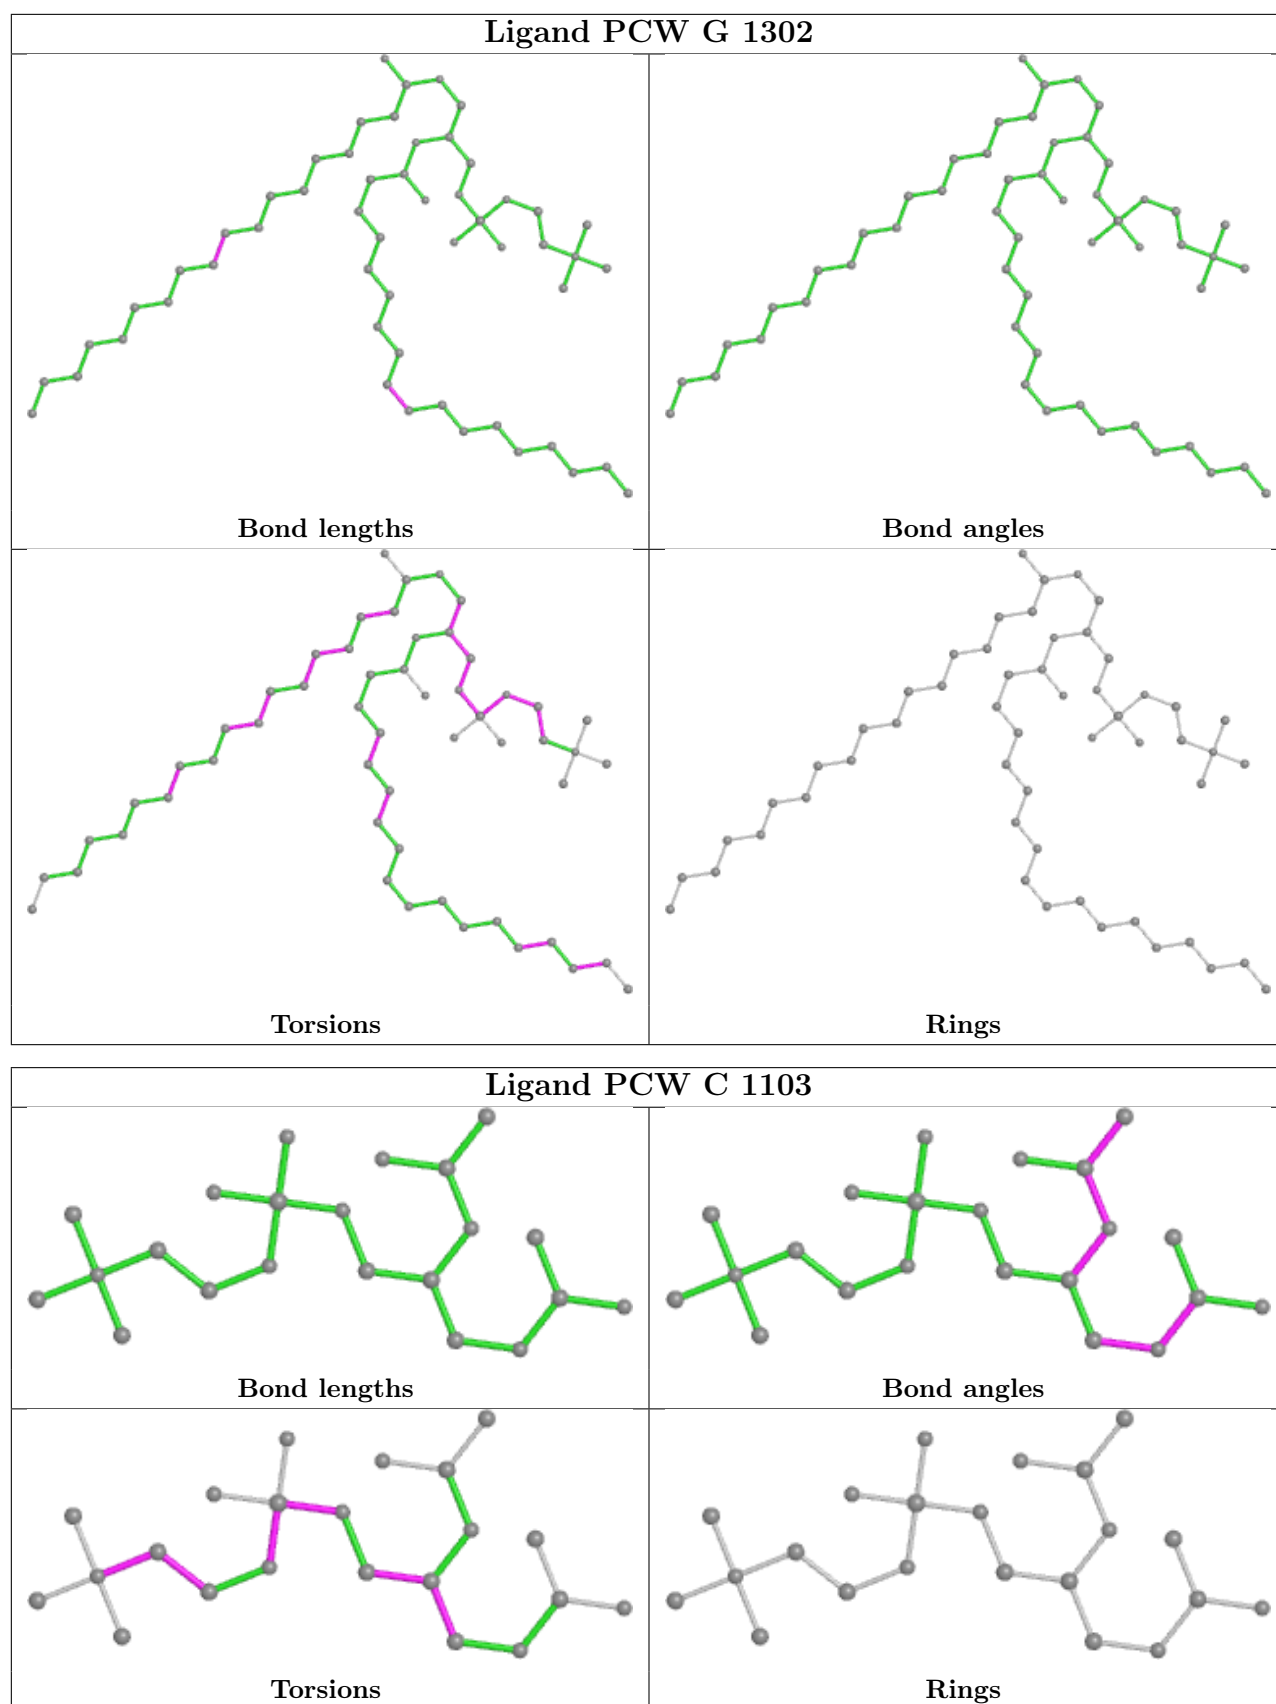 Ligand PCW G 1302
Bond lengths
Bond angles
Torsions
Rings
Ligand PCW C 1103
Bond lengths
Bond angles
Torsions
Rings